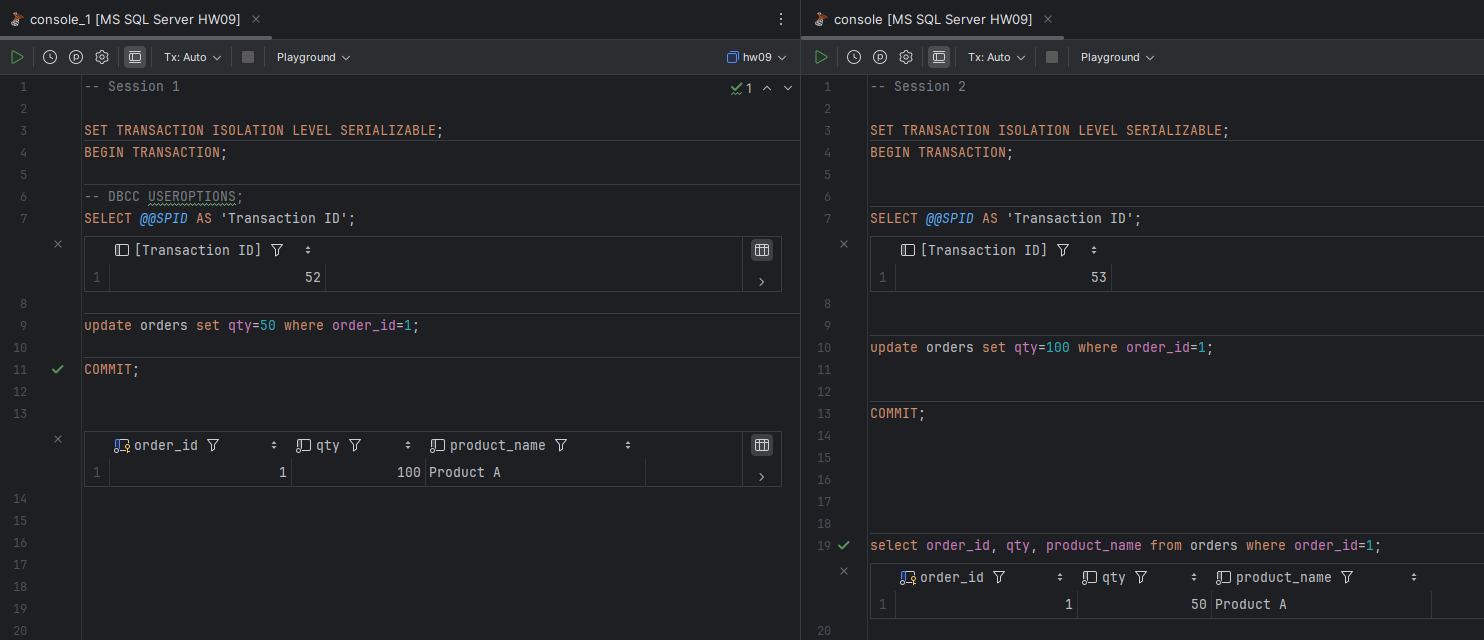 console_1 [MS SQL Server HW09]
Tx: Auto
Playground
hw09
1 -- Session 1
1
2
3 SET TRANSACTION ISOLATION LEVEL SERIALIZABLE;
4 BEGIN TRANSACTION;
5
6 -- DBCC USEROPTIONS;
7 SELECT @@SPID AS 'Transaction ID';
[Transaction ID]
1 52
8
9 update orders set qty=50 where order_id=1;
10
11 COMMIT;
12
13
order_id qty product_name
1 1 100 Product A
14
15
16
17
18
19
20
console [MS SQL Server HW09]
Tx: Auto
Playground
1 -- Session 2
2
3 SET TRANSACTION ISOLATION LEVEL SERIALIZABLE;
4 BEGIN TRANSACTION;
5
6
7 SELECT @@SPID AS 'Transaction ID';
[Transaction ID]
1 53
8
9
10 update orders set qty=100 where order_id=1;
11
12
13 COMMIT;
14
15
16
17
18
19 select order_id, qty, product_name from orders where order_id=1;
order_id qty product_name
1 1 50 Product A
20